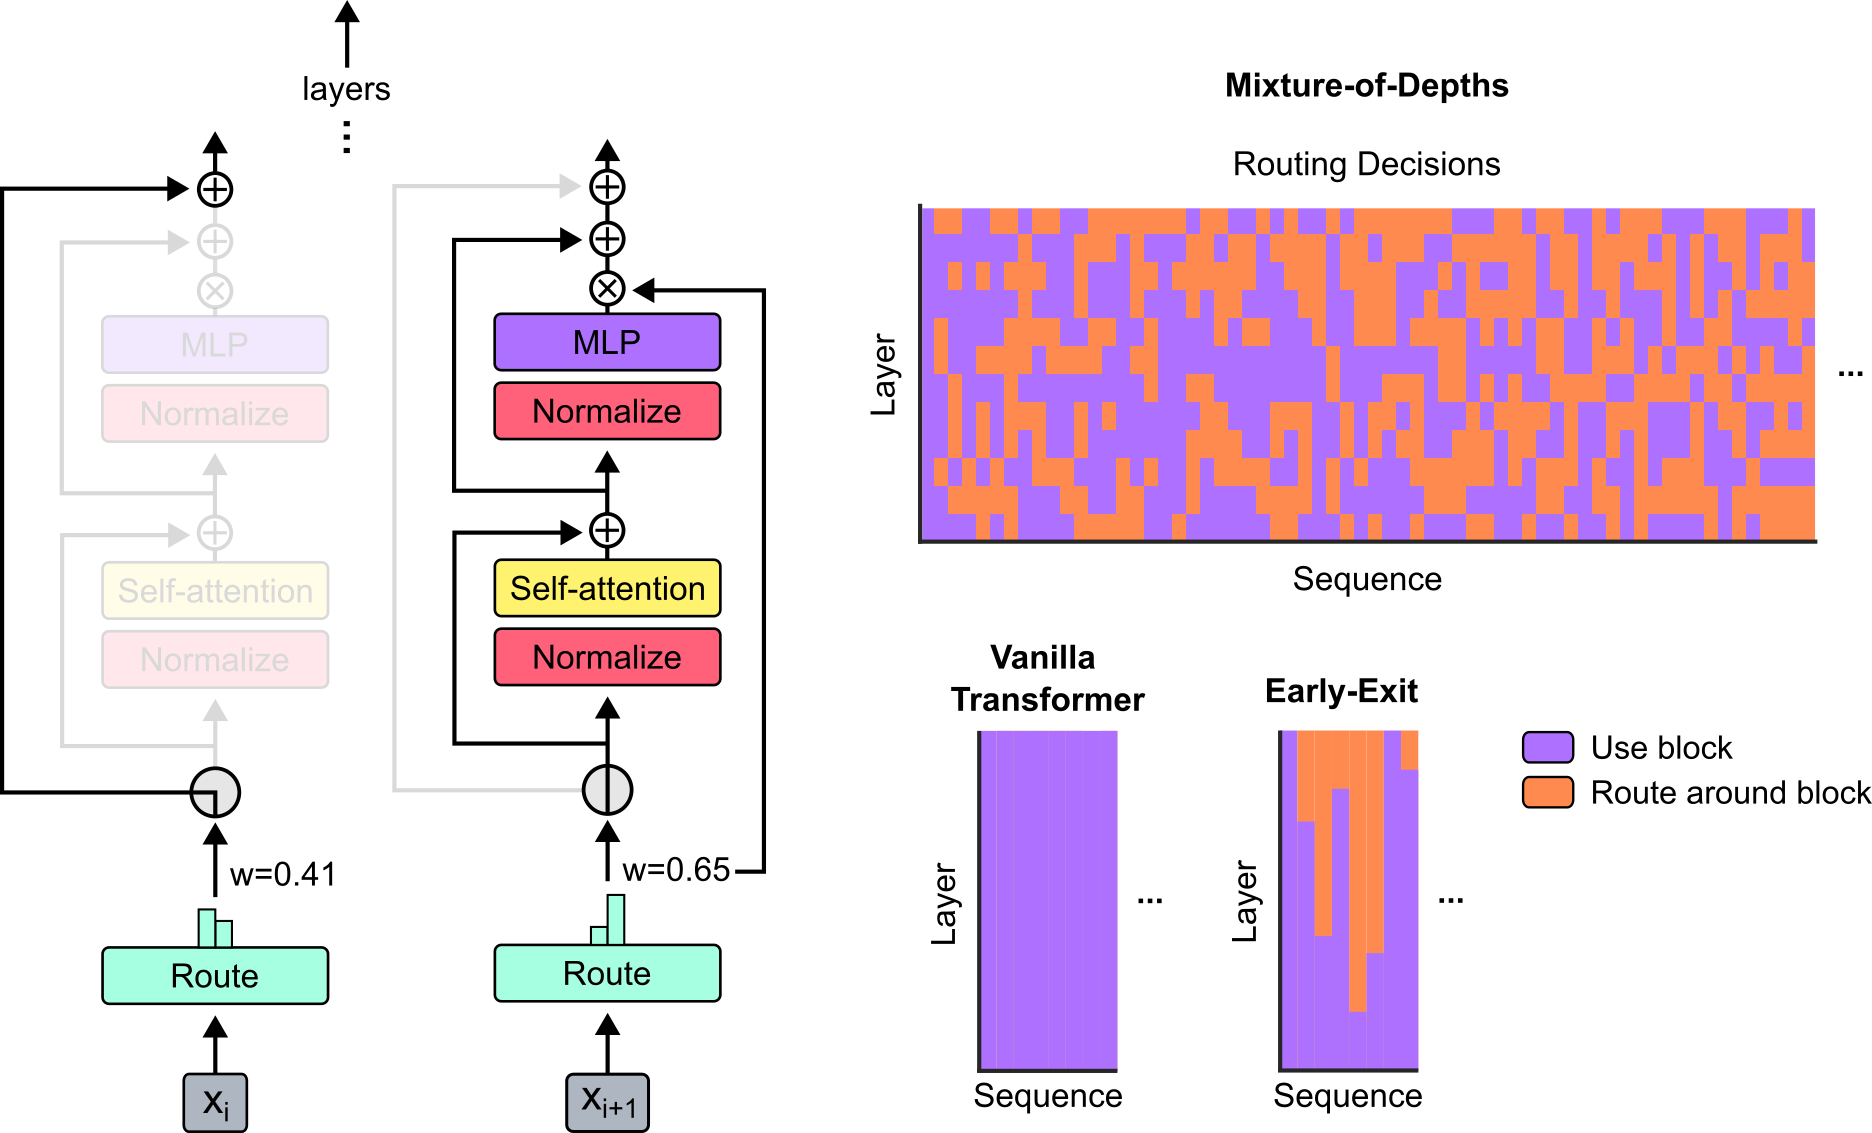 layers
...
MLP
Normalize
Self-attention
Normalize
w=0.41
Route
xᵢ
MLP
Normalize
Self-attention
Normalize
w=0.65
Route
xᵢ₊₁
Mixture-of-Depths
Routing Decisions
Layer
...
Sequence
Vanilla
Transformer
Layer
...
Sequence
Early-Exit
Layer
...
Sequence
Use block
Route around block